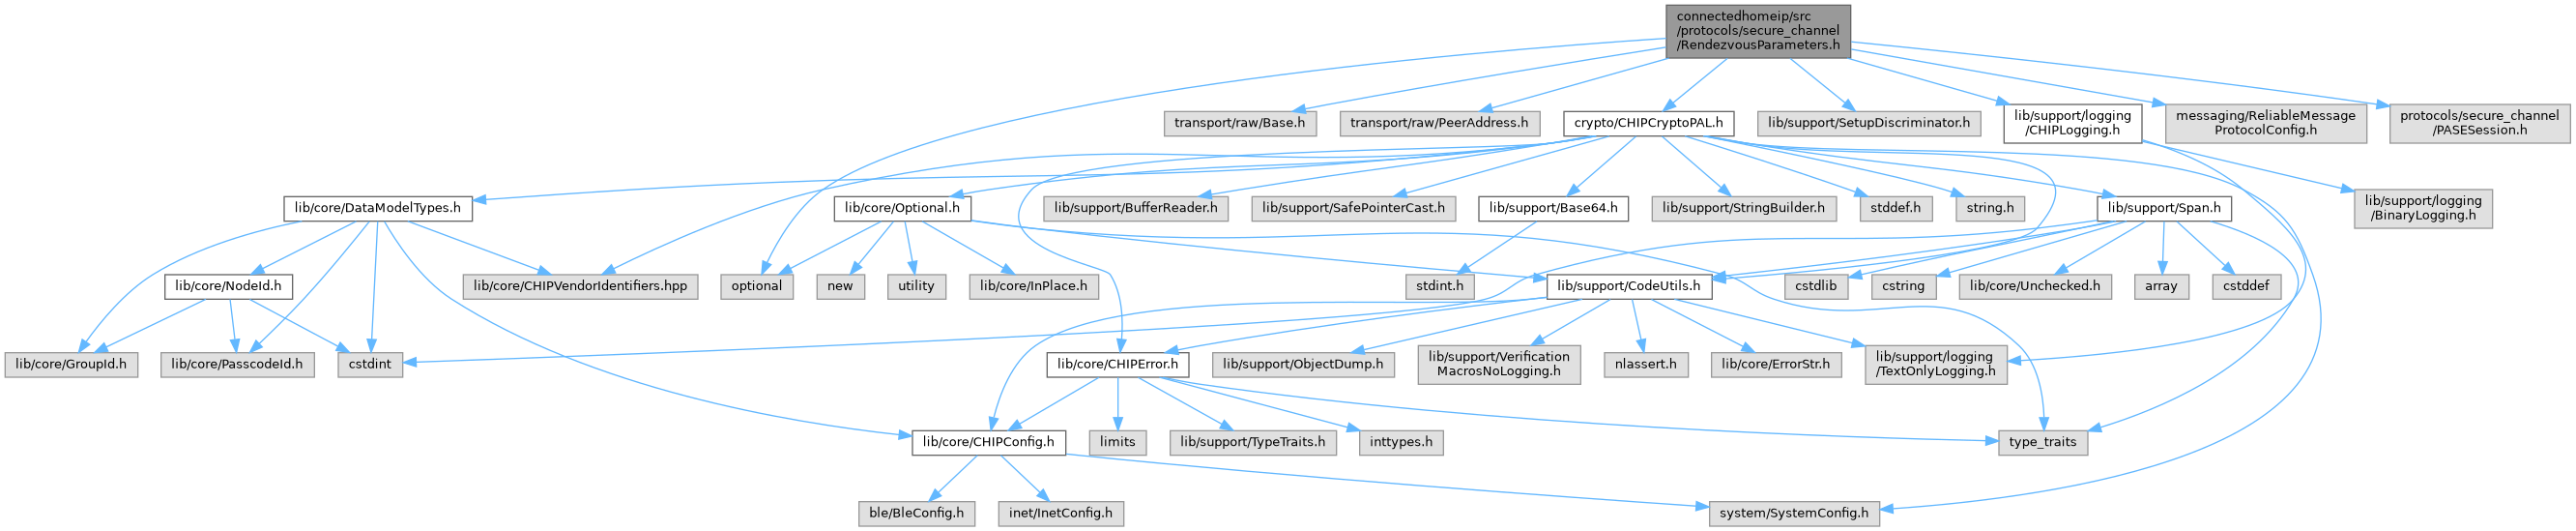 connectedhomeip/src
/protocols/secure_channel
/RendezvousParameters.h
transport/raw/Base.h
transport/raw/PeerAddress.h
crypto/CHIPCryptoPAL.h
lib/support/SetupDiscriminator.h
lib/support/logging
/CHIPLogging.h
messaging/ReliableMessage
ProtocolConfig.h
protocols/secure_channel
/PASESession.h
lib/core/DataModelTypes.h
lib/core/Optional.h
lib/support/BufferReader.h
lib/support/SafePointerCast.h
lib/support/Base64.h
lib/support/StringBuilder.h
stddef.h
string.h
lib/support/Span.h
lib/support/logging
/BinaryLogging.h
lib/core/NodeId.h
lib/core/CHIPVendorIdentifiers.hpp
optional
new
utility
lib/core/InPlace.h
stdint.h
lib/support/CodeUtils.h
cstdlib
cstring
lib/core/Unchecked.h
array
cstddef
lib/core/GroupId.h
lib/core/PasscodeId.h
cstdint
lib/core/CHIPError.h
lib/support/ObjectDump.h
lib/support/Verification
MacrosNoLogging.h
nlassert.h
lib/core/ErrorStr.h
lib/support/logging
/TextOnlyLogging.h
lib/core/CHIPConfig.h
limits
lib/support/TypeTraits.h
inttypes.h
type_traits
ble/BleConfig.h
inet/InetConfig.h
system/SystemConfig.h